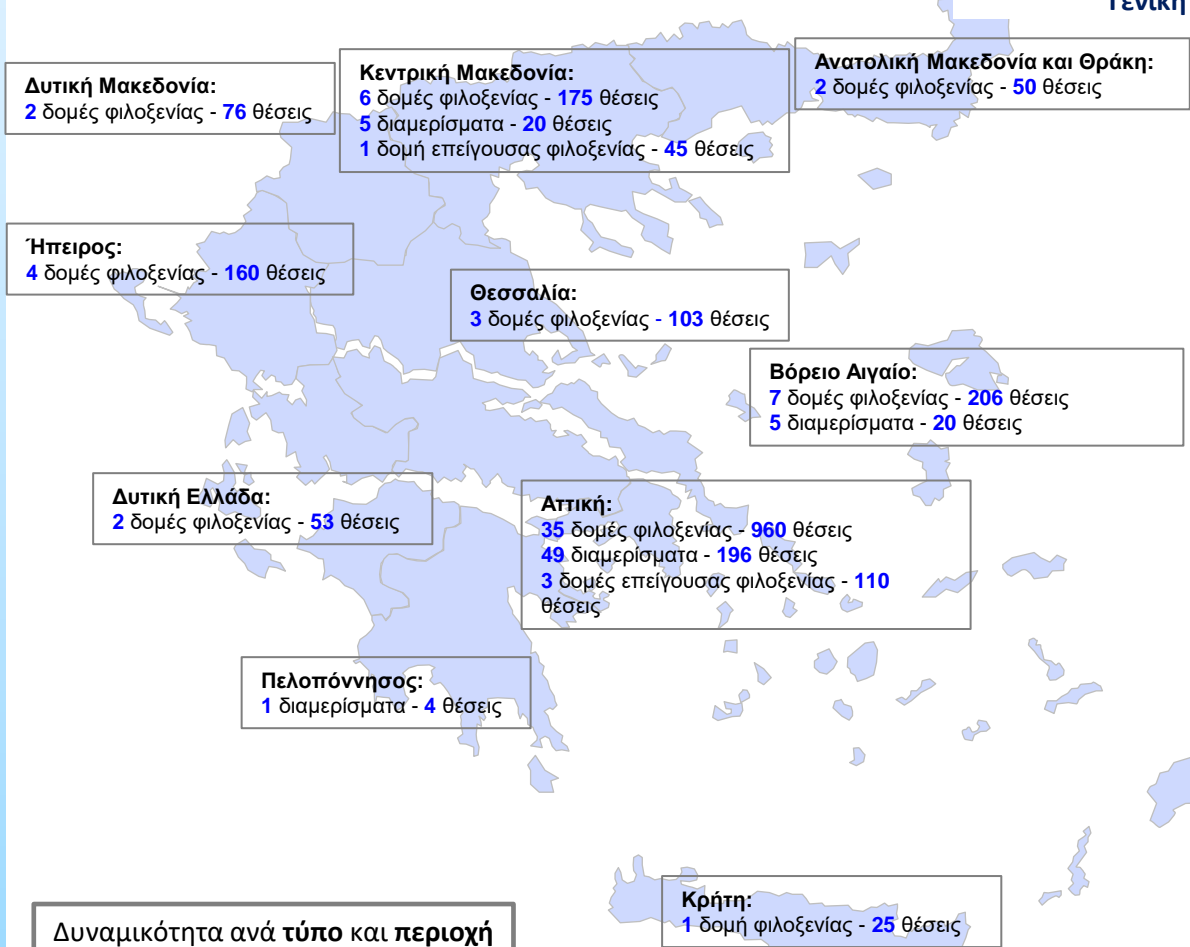 Γενική
Δυτική Μακεδονία:
2 δομές φιλοξενίας - 76 θέσεις
Κεντρική Μακεδονία:
6 δομές φιλοξενίας - 175 θέσεις
5 διαμερίσματα - 20 θέσεις
1 δομή επείγουσας φιλοξενίας - 45 θέσεις
Ανατολική Μακεδονία και Θράκη:
2 δομές φιλοξενίας - 50 θέσεις
Ήπειρος:
4 δομές φιλοξενίας - 160 θέσεις
Θεσσαλία:
3 δομές φιλοξενίας - 103 θέσεις
Βόρειο Αιγαίο:
7 δομές φιλοξενίας - 206 θέσεις
5 διαμερίσματα - 20 θέσεις
Δυτική Ελλάδα:
2 δομές φιλοξενίας - 53 θέσεις
Αττική:
35 δομές φιλοξενίας - 960 θέσεις
49 διαμερίσματα - 196 θέσεις
3 δομές επείγουσας φιλοξενίας - 110
θέσεις
Πελοπόννησος:
1 διαμερίσματα - 4 θέσεις
Κρήτη:
1 δομή φιλοξενίας - 25 θέσεις
Δυναμικότητα ανά τύπο και περιοχή